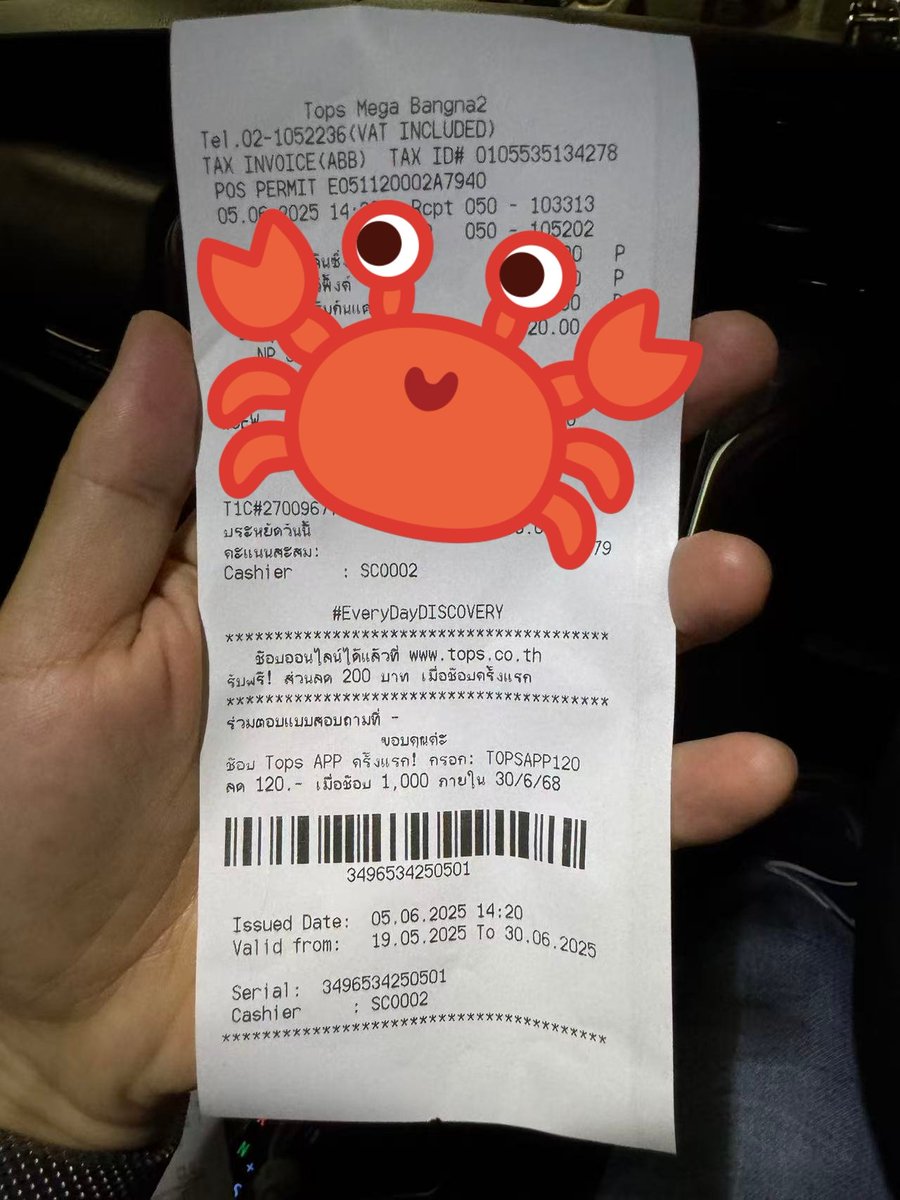 Tops Mega Bangna2
Tel.02-1052236(VAT INCLUDED)
TAX INVOICE(ABB) TAX ID# 0105535134278
POS PERMIT E051120002A7940
05.06.2025 14: Rcpt 050 - 103313
050 - 105202
P
P
20.00
NP
T1C#2700967
ประหยัดวันนี้
คะแนนสะสม: 79
Cashier : SC0002
#EveryDayDISCOVERY
****************************************
ช้อปออนไลน์ได้แล้วที่ www.tops.co.th
รับฟรี! ส่วนลด 200 บาท เมื่อช้อปครั้งแรก
****************************************
ร่วมตอบแบบสอบถามที่ -
ขอบคุณค่ะ
ช้อป Tops APP ครั้งแรก! กรอก: TOPSAPP120
ลด 120.- เมื่อช้อป 1,000 ภายใน 30/6/68
3496534250501
Issued Date: 05.06.2025 14:20
Valid from: 19.05.2025 To 30.06.2025
Serial: 3496534250501
Cashier : SC0002
****************************************